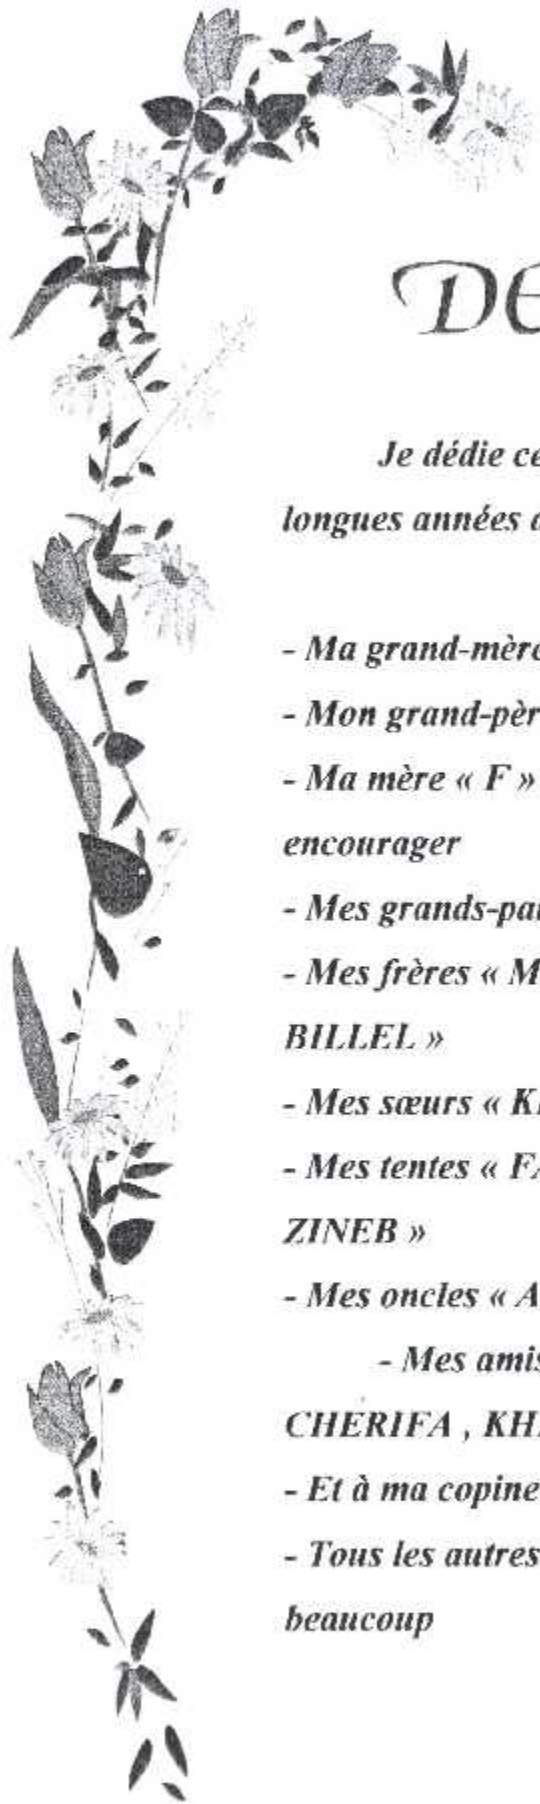 DE
Je dédie ce
longues années d
- Ma grand-mère
- Mon grand-pèr
- Ma mère « F »
encourager
- Mes grands-pa
- Mes frères « M
BILLEL »
- Mes sœurs « K
- Mes tentes « FA
ZINEB »
- Mes oncles « A
- Mes amis
CHERIFA , KH
- Et à ma copine
- Tous les autres
beaucoup